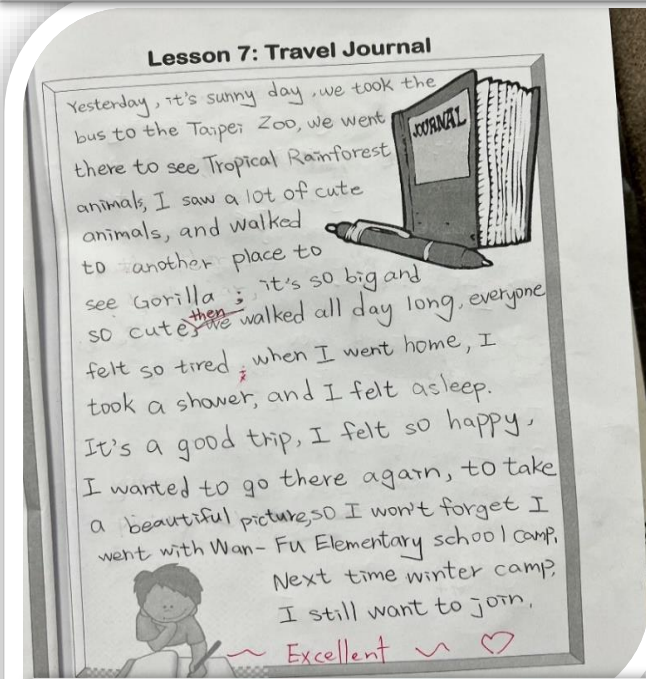 Lesson 7: Travel Journal
Yesterday, it's sunny day, we took the
JOURNAL
bus to the Taipei Zoo, we went
there to see Tropical Rainforest
animals, I saw a lot of cute
animals, and walked
to another place to
see Gorilla ; it's so big and
so cute, then we walked all day long, everyone
felt so tired ; when I went home, I
took a shower, and I felt asleep.
It's a good trip, I felt so happy,
I wanted to go there again, to take
a beautiful picture, so I won't forget I
went with Wan-Fu Elementary school camp.
Next time winter camp,
I still want to join.
~ Excellent ~ ♡